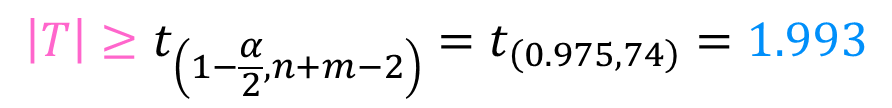 |T| ≥ t_(1−α/2,n+m−2) = t_(0.975,74) = 1.993